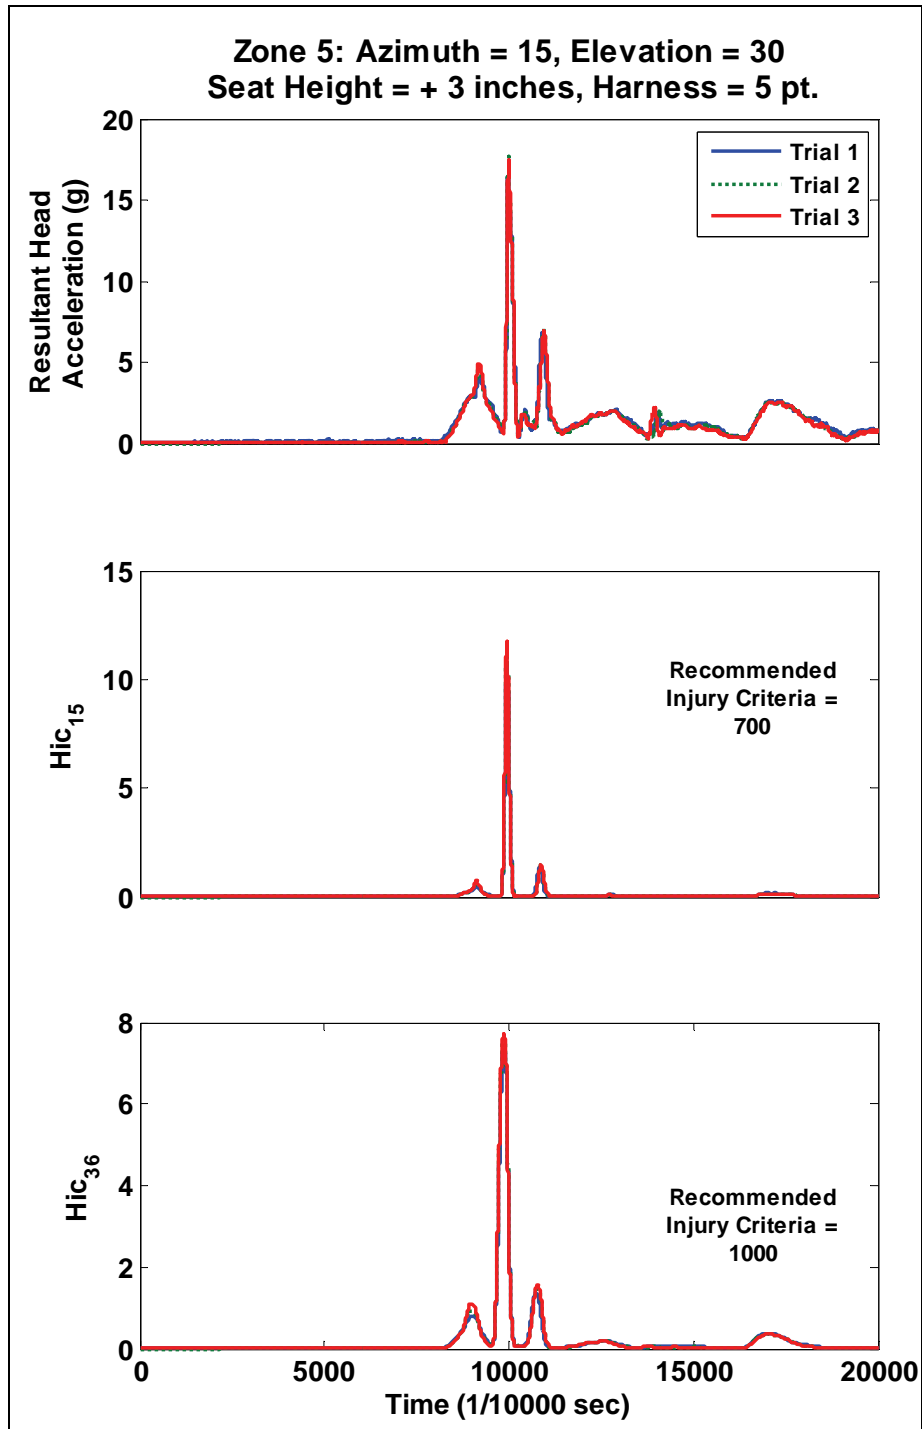 Zone 5: Azimuth = 15, Elevation = 30
Seat Height = + 3 inches, Harness = 5 pt.
Resultant Head
Acceleration (g)
20
15
10
5
0
Trial 1
Trial 2
Trial 3
Hic15
15
10
5
0
Recommended
Injury Criteria =
700
Hic36
8
6
4
2
0
Recommended
Injury Criteria =
1000
0 5000 10000 15000 20000
Time (1/10000 sec)